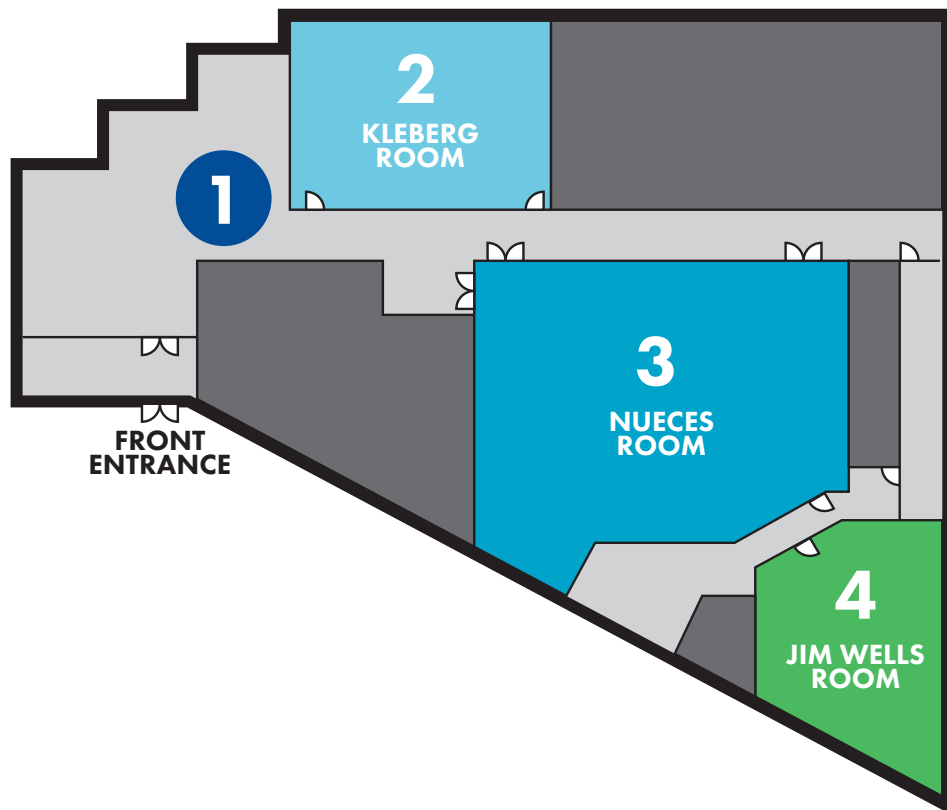 2
KLEBERG
ROOM
1
3
NUECES
ROOM
FRONT
ENTRANCE
4
JIM WELLS
ROOM